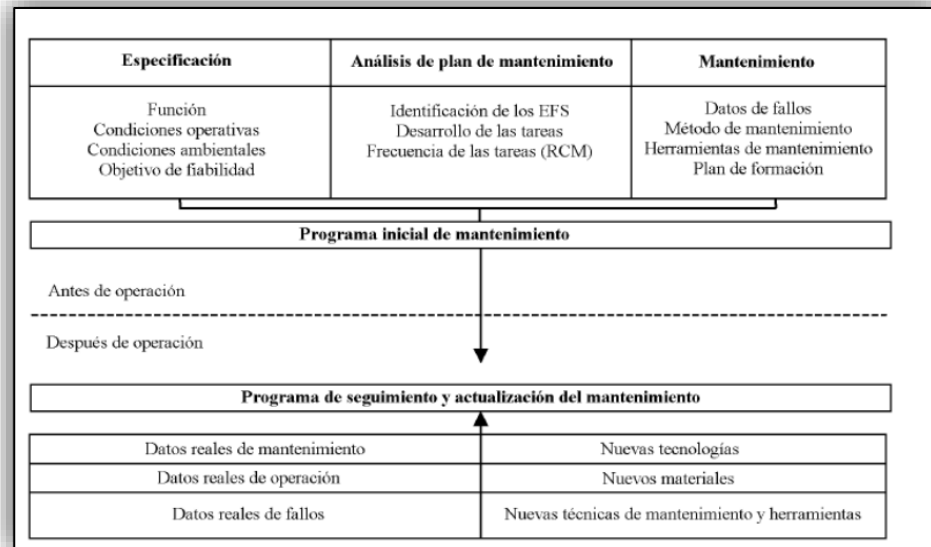 Especificación
Función
Condiciones operativas
Condiciones ambientales
Objetivo de fiabilidad
Análisis de plan de mantenimiento
Identificación de los EFS
Desarrollo de las tareas
Frecuencia de las tareas (RCM)
Mantenimiento
Datos de fallos
Método de mantenimiento
Herramientas de mantenimiento
Plan de formación
Programa inicial de mantenimiento
Antes de operación
Después de operación
Programa de seguimiento y actualización del mantenimiento
Datos reales de mantenimiento
Nuevas tecnologías
Datos reales de operación
Nuevos materiales
Datos reales de fallos
Nuevas técnicas de mantenimiento y herramientas